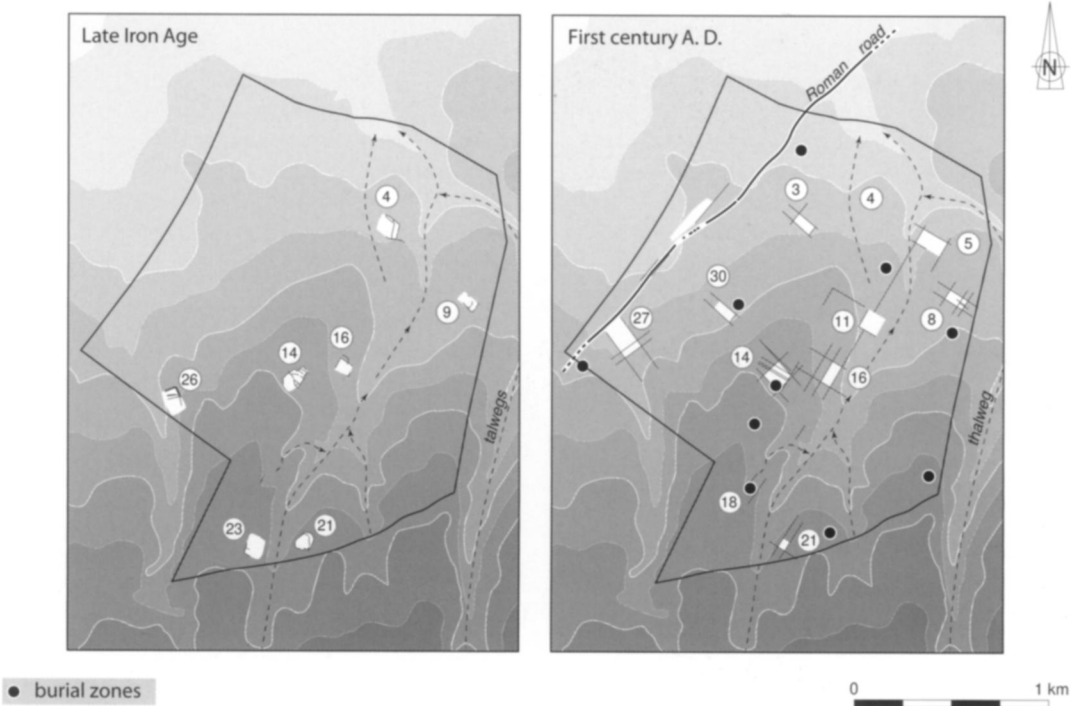 Late Iron Age
4
9
16
14
26
talwegs
23
21
First century A. D.
Roman road
3
4
5
30
27
11
8
14
16
thalweg
18
21
N
burial zones
0
1 km